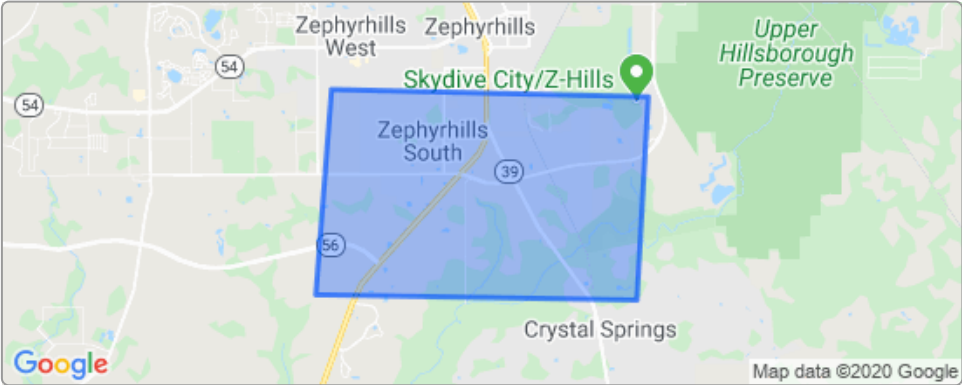 Zephyrhills
West
Zephyrhills
Upper
Hillsborough
Preserve
54
Skydive City/Z-Hills
54
Zephyrhills
South
39
56
Crystal Springs
Google
Map data ©2020 Google